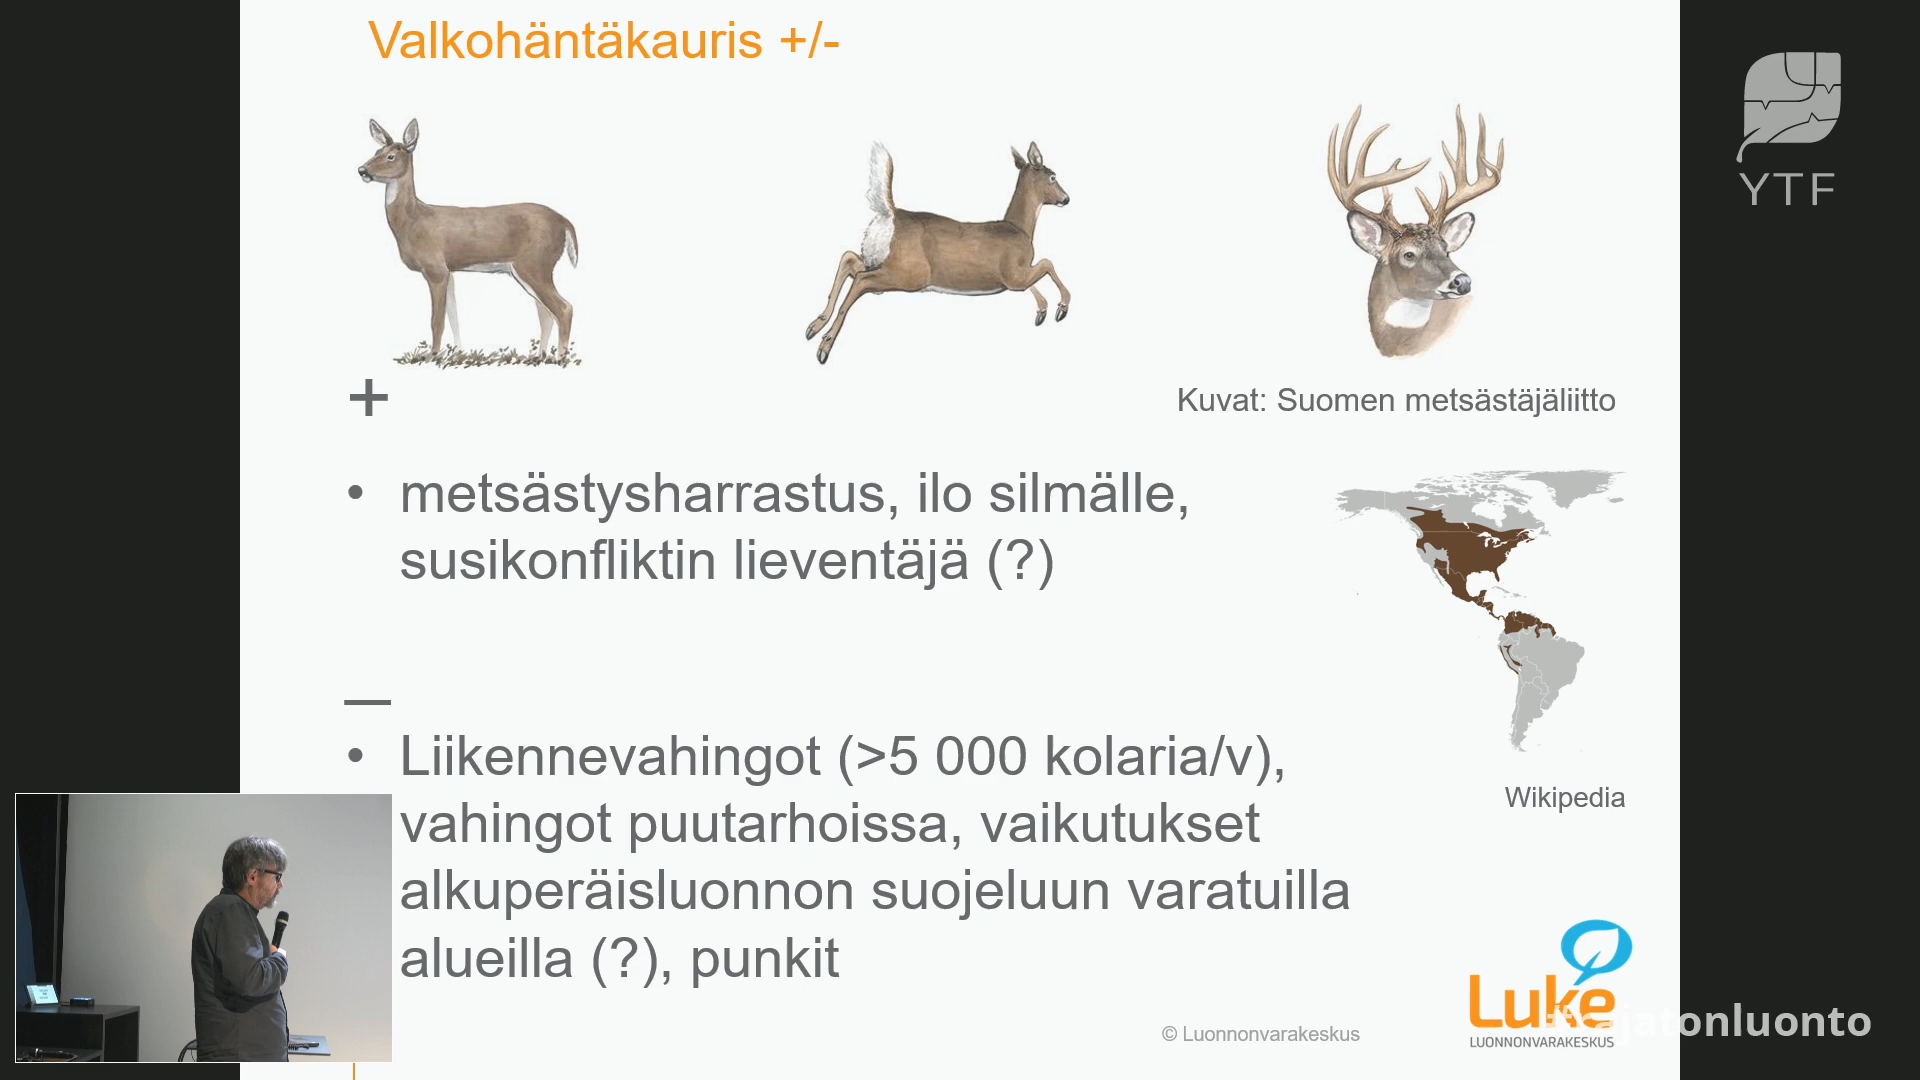 Valkohäntäkauris +/-
YTF
+
Kuvat: Suomen metsästäjäliitto
• metsästysharrastus, ilo silmälle,
susikonfliktin lieventäjä (?)
–
• Liikennevahingot (>5 000 kolaria/v),
vahingot puutarhoissa, vaikutukset
alkuperäisluonnon suojeluun varatuilla
alueilla (?), punkit
Wikipedia
© Luonnonvarakeskus
Luke
LUONNONVARAKESKUS
#rajatonluonto